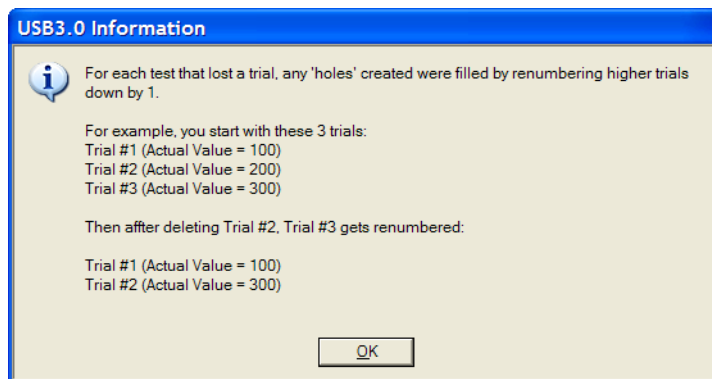 USB3.0 Information
For each test that lost a trial, any 'holes' created were filled by renumbering higher trials
down by 1.
For example, you start with these 3 trials:
Trial #1 (Actual Value = 100)
Trial #2 (Actual Value = 200)
Trial #3 (Actual Value = 300)
Then affter deleting Trial #2, Trial #3 gets renumbered:
Trial #1 (Actual Value = 100)
Trial #2 (Actual Value = 300)
OK